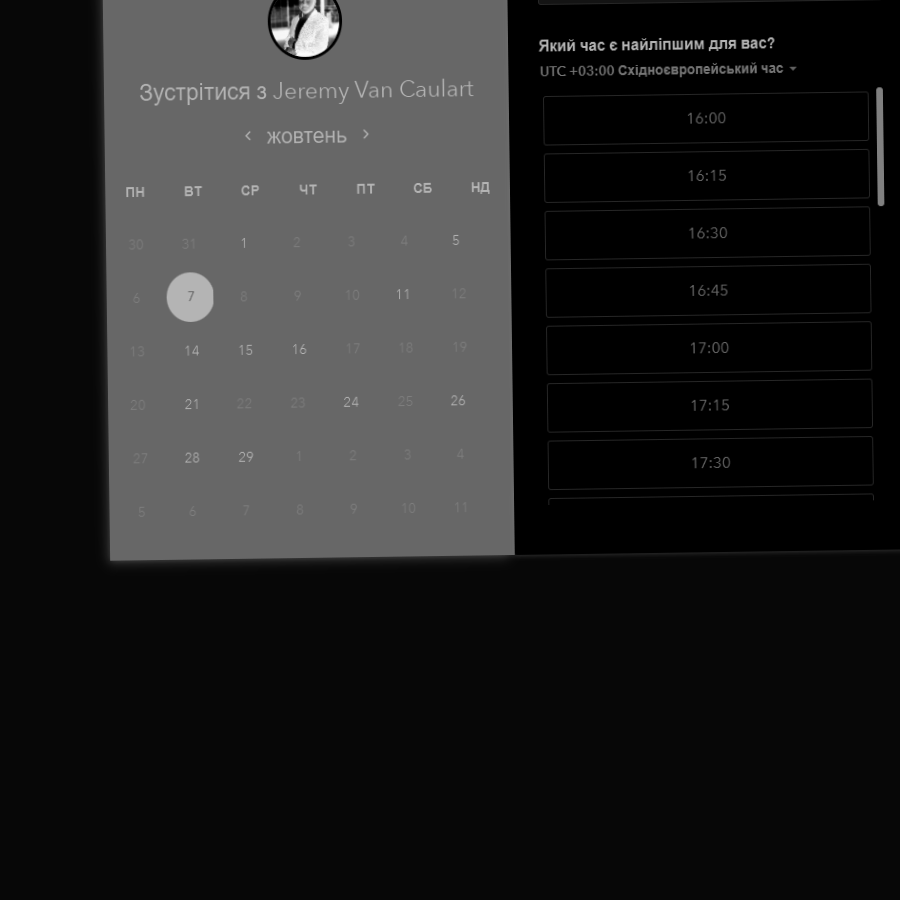 Зустрітися з Jeremy Van Caulart
жовтень
ПН ВТ СР ЧТ ПТ СБ НД
30 31 1 2 3 4 5
6 7 8 9 10 11 12
13 14 15 16 17 18 19
20 21 22 23 24 25 26
27 28 29 1 2 3 4
5 6 7 8 9 10 11
Який час є найліпшим для вас?
UTC +03:00 Східноєвропейський час
16:00
16:15
16:30
16:45
17:00
17:15
17:30